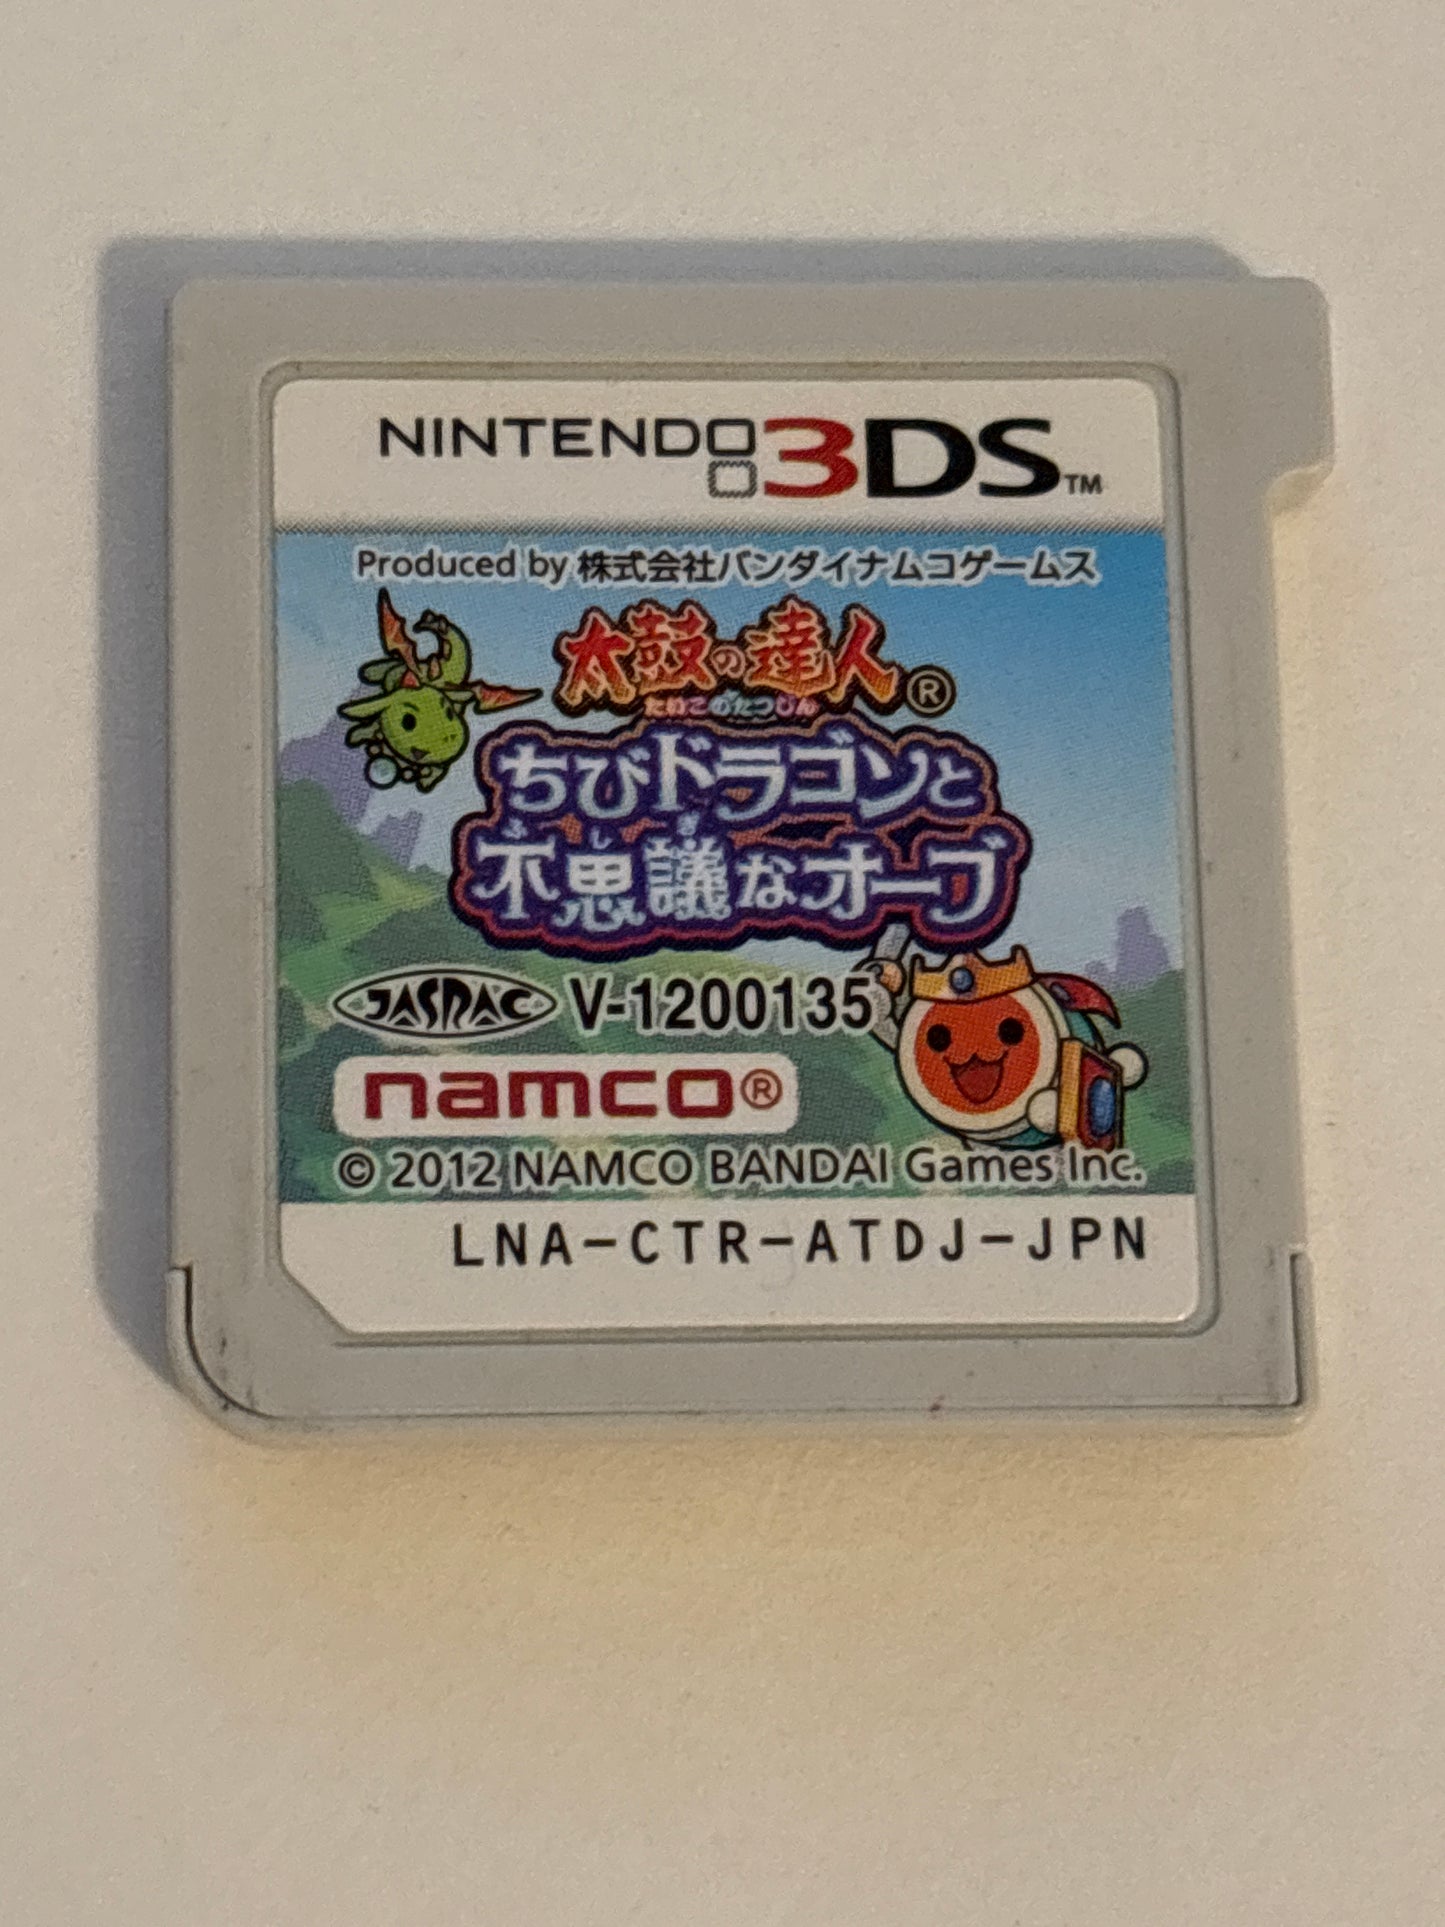 NINTENDO 3DS™
Produced by 株式会社バンダイナムコゲームス
太鼓の達人®
たいこのたつじん
ちびドラゴンと
ふしぎ
不思議なオーブ
JASRAC V-1200135
namco®
© 2012 NAMCO BANDAI Games Inc.
LNA-CTR-ATDJ-JPN